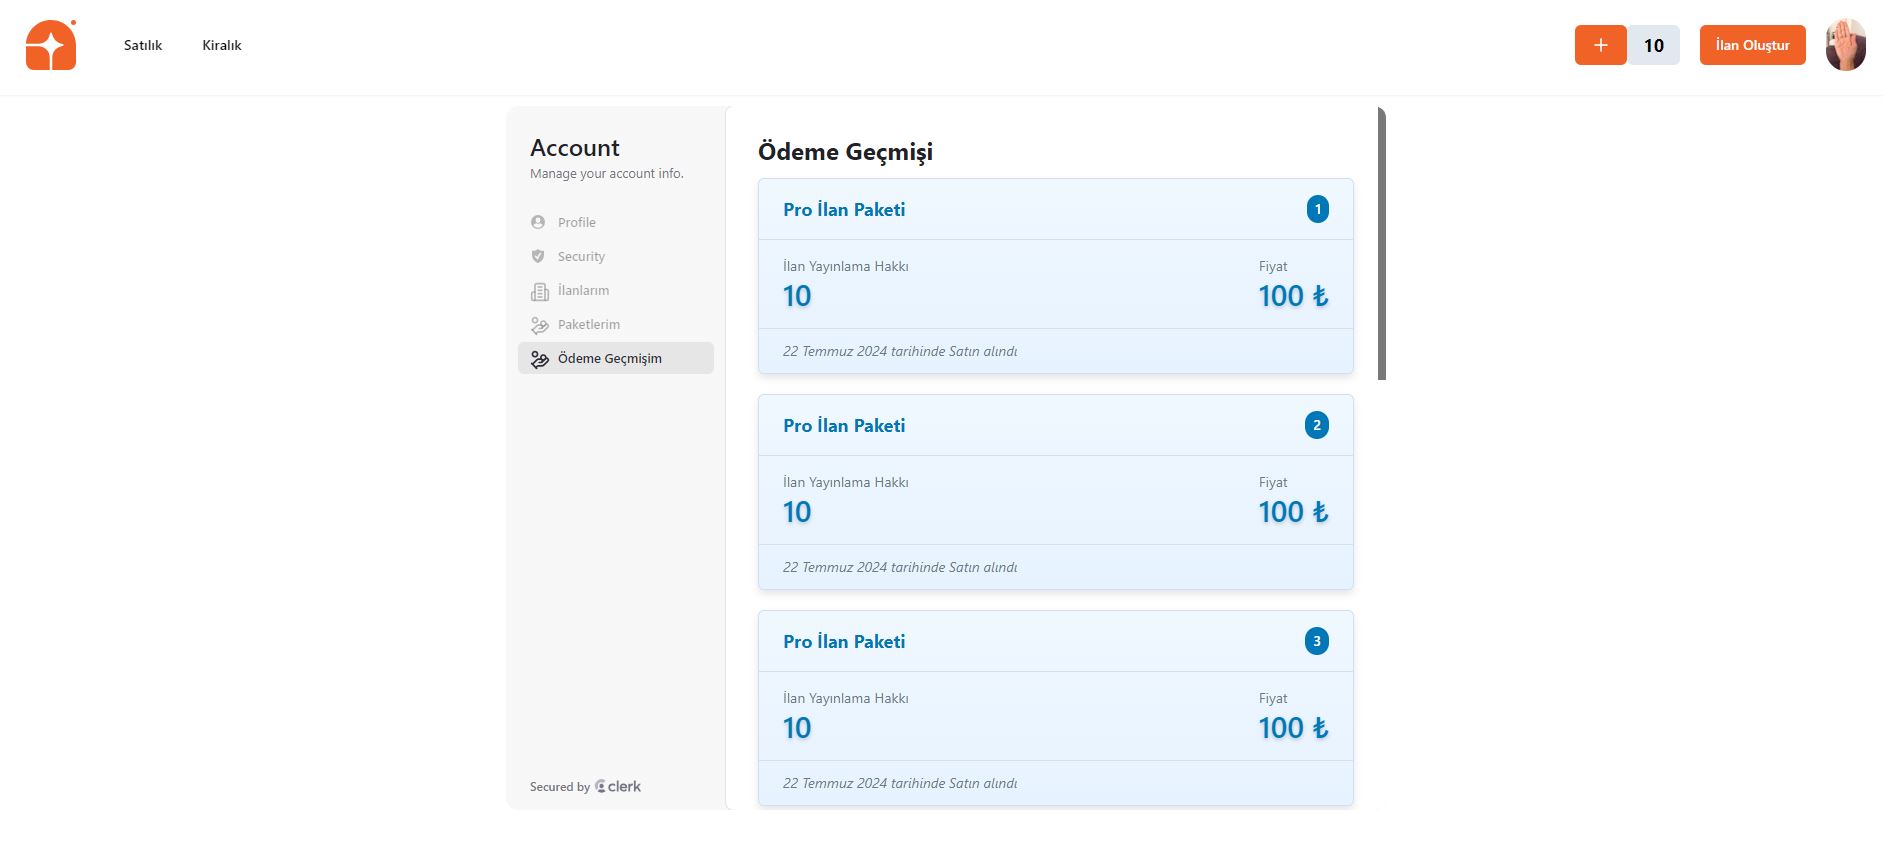 Satılık Kiralık + 10 İlan Oluştur
Account
Manage your account info.
Profile
Security
İlanlarım
Paketlerim
Ödeme Geçmişim
Secured by clerk
Ödeme Geçmişi
Pro İlan Paketi 1
İlan Yayınlama Hakkı Fiyat
10 100 ₺
22 Temmuz 2024 tarihinde Satın alındı
Pro İlan Paketi 2
İlan Yayınlama Hakkı Fiyat
10 100 ₺
22 Temmuz 2024 tarihinde Satın alındı
Pro İlan Paketi 3
İlan Yayınlama Hakkı Fiyat
10 100 ₺
22 Temmuz 2024 tarihinde Satın alındı